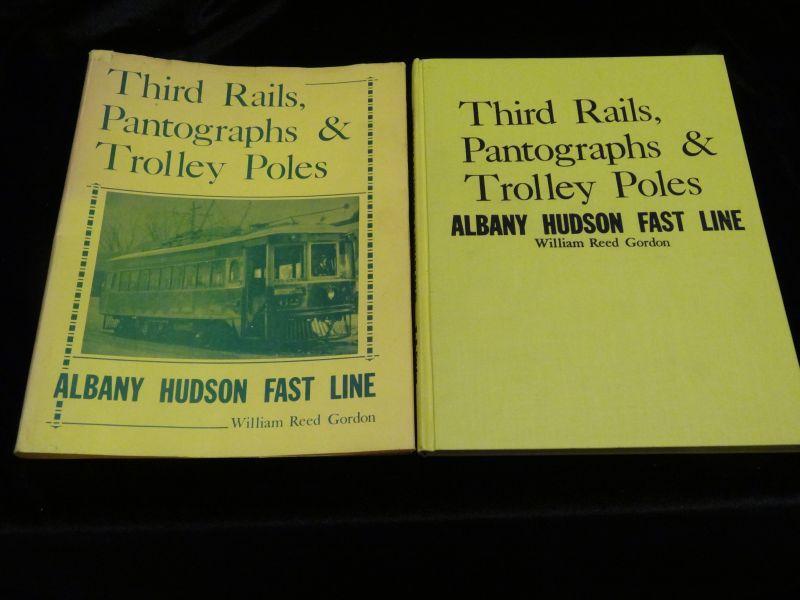 Third Rails,
Pantographs &
Trolley Poles
ALBANY HUDSON FAST LINE
William Reed Gordon
Third Rails,
Pantographs &
Trolley Poles
ALBANY HUDSON FAST LINE
William Reed Gordon